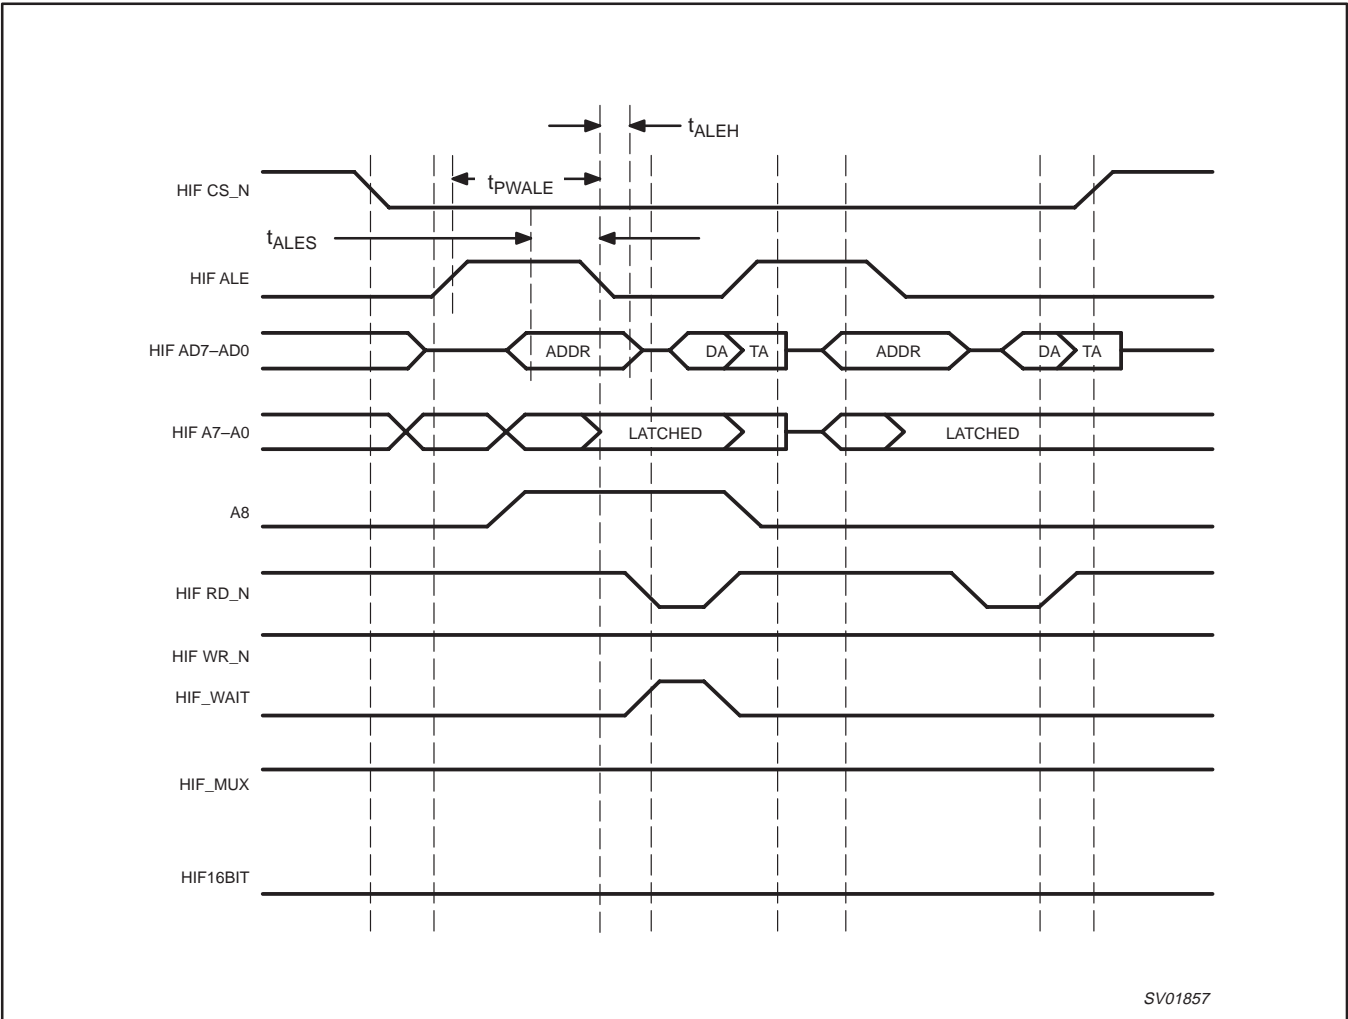 tALEH
HIF CS_N
tPWALE
tALES
HIF ALE
HIF AD7–AD0 ADDR DA TA ADDR DA TA
HIF A7–A0 LATCHED LATCHED
A8
HIF RD_N
HIF WR_N
HIF_WAIT
HIF_MUX
HIF16BIT
SV01857